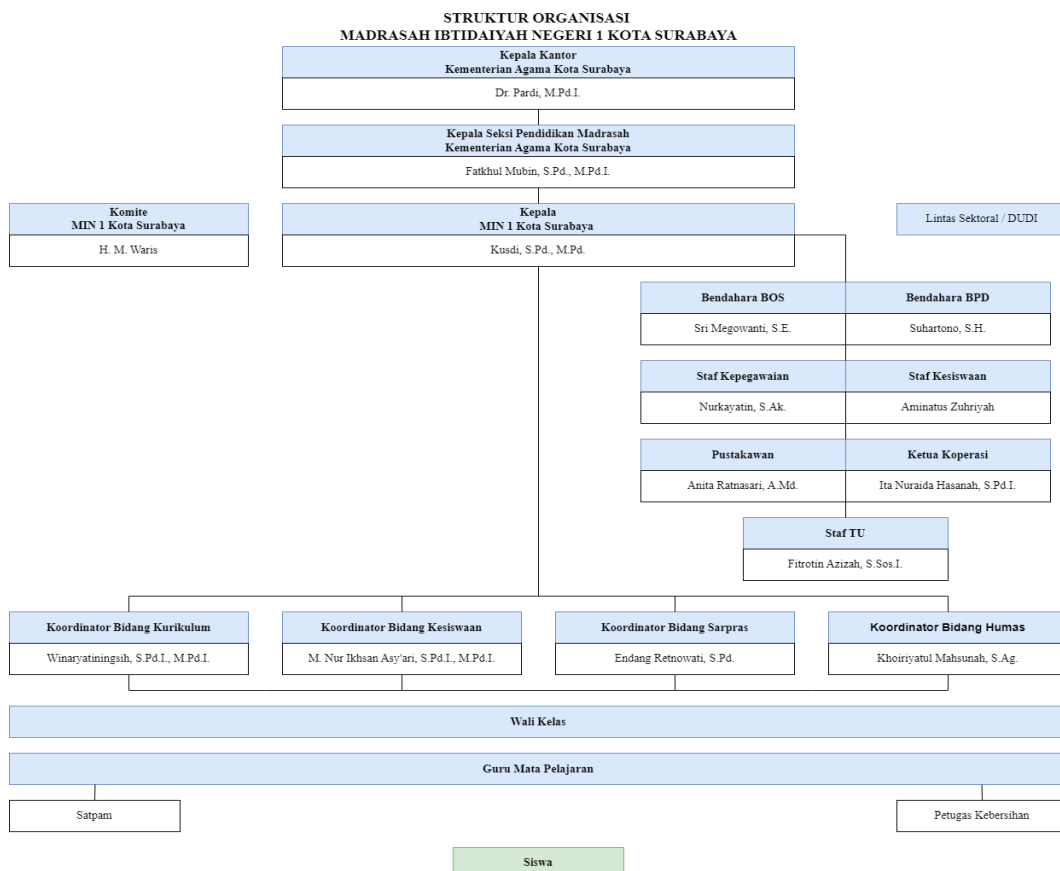 STRUKTUR ORGANISASI
MADRASAH IBTIDAIYAH NEGERI 1 KOTA SURABAYA
Kepala Kantor
Kementerian Agama Kota Surabaya
Dr. Pardi, M.Pd.I.
Kepala Seksi Pendidikan Madrasah
Kementerian Agama Kota Surabaya
Fatkhul Mubin, S.Pd., M.Pd.I.
Komite
MIN 1 Kota Surabaya
H. M. Waris
Kepala
MIN 1 Kota Surabaya
Kusdi, S.Pd., M.Pd.
Lintas Sektoral / DUDI
Bendahara BOS
Sri Megowanti, S.E.
Bendahara BPD
Suhartono, S.H.
Staf Kepegawaian
Nurkayatin, S.Ak.
Staf Kesiswaan
Aminatus Zuhriyah
Pustakawan
Anita Ratnasari, A.Md.
Ketua Koperasi
Ita Nuraida Hasanah, S.Pd.I.
Staf TU
Fitrotin Azizah, S.Sos.I.
Koordinator Bidang Kurikulum
Winaryatiningsih, S.Pd.I., M.Pd.I.
Koordinator Bidang Kesiswaan
M. Nur Ikhsan Asy'ari, S.Pd.I., M.Pd.I.
Koordinator Bidang Sarpras
Endang Retnowati, S.Pd.
Koordinator Bidang Humas
Khoiriyatul Mahsunah, S.Ag.
Wali Kelas
Guru Mata Pelajaran
Satpam
Petugas Kebersihan
Siswa